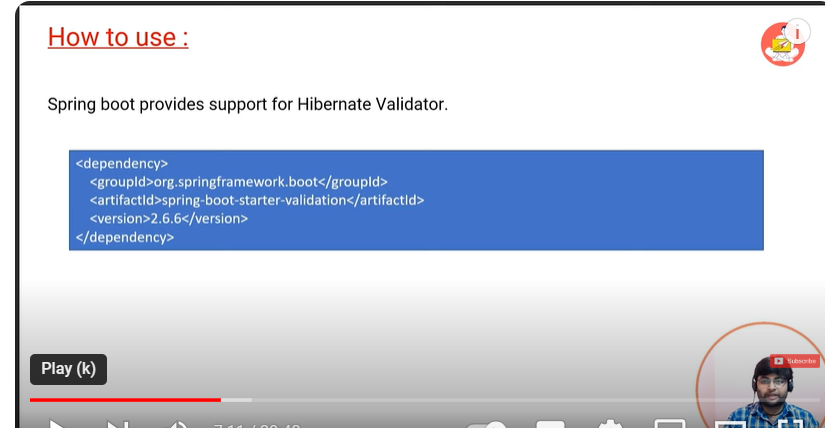 How to use :
i
Spring boot provides support for Hibernate Validator.
<dependency>
<groupId>org.springframework.boot</groupId>
<artifactId>spring-boot-starter-validation</artifactId>
<version>2.6.6</version>
</dependency>
Play (k)
Subscribe